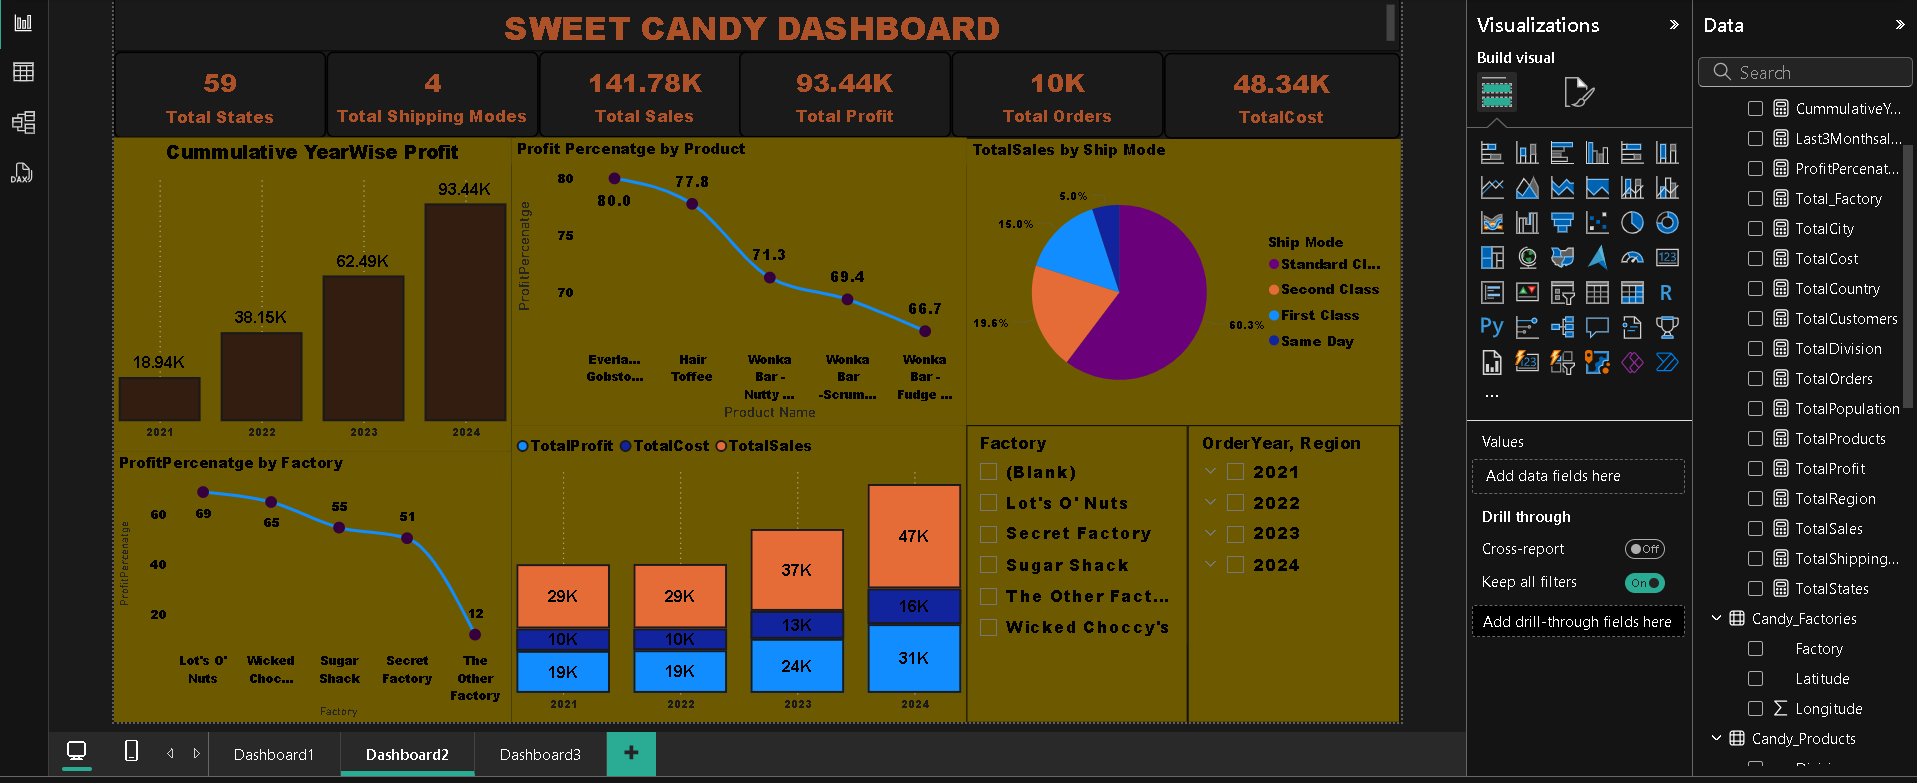 SWEET CANDY DASHBOARD
59
Total States
4
Total Shipping Modes
141.78K
Total Sales
93.44K
Total Profit
10K
Total Orders
48.34K
TotalCost
Cummulative YearWise Profit
18.94K
38.15K
62.49K
93.44K
2021
2022
2023
2024
Profit Percenatge by Product
ProfitPercenatge
80
75
70
80.0
77.8
71.3
69.4
66.7
Everla...
Gobsto...
Hair
Toffee
Wonka
Bar -
Nutty ...
Wonka
Bar
-Scrum...
Wonka
Bar -
Fudge ...
Product Name
TotalSales by Ship Mode
5.0%
15.0%
19.6%
60.3%
Ship Mode
Standard Cl...
Second Class
First Class
Same Day
ProfitPercenatge by Factory
ProfitPercenatge
60
40
20
69
65
55
51
12
Lot's O'
Nuts
Wicked
Choc...
Sugar
Shack
Secret
Factory
The
Other
Factory
Factory
TotalProfit TotalCost TotalSales
29K
10K
19K
29K
10K
19K
37K
13K
24K
47K
16K
31K
2021
2022
2023
2024
Factory
(Blank)
Lot's O' Nuts
Secret Factory
Sugar Shack
The Other Fact...
Wicked Choccy's
OrderYear, Region
2021
2022
2023
2024
Dashboard1
Dashboard2
Dashboard3
+
DAX
Visualizations
»
Build visual
123
R
Py
123
...
Values
Add data fields here
Drill through
Cross-report
Off
Keep all filters
On
Add drill-through fields here
Data
»
Search
CummulativeY...
Last3Monthsal...
ProfitPercenat...
Total_Factory
TotalCity
TotalCost
TotalCountry
TotalCustomers
TotalDivision
TotalOrders
TotalPopulation
TotalProducts
TotalProfit
TotalRegion
TotalSales
TotalShipping...
TotalStates
Candy_Factories
Factory
Latitude
Longitude
Candy_Products